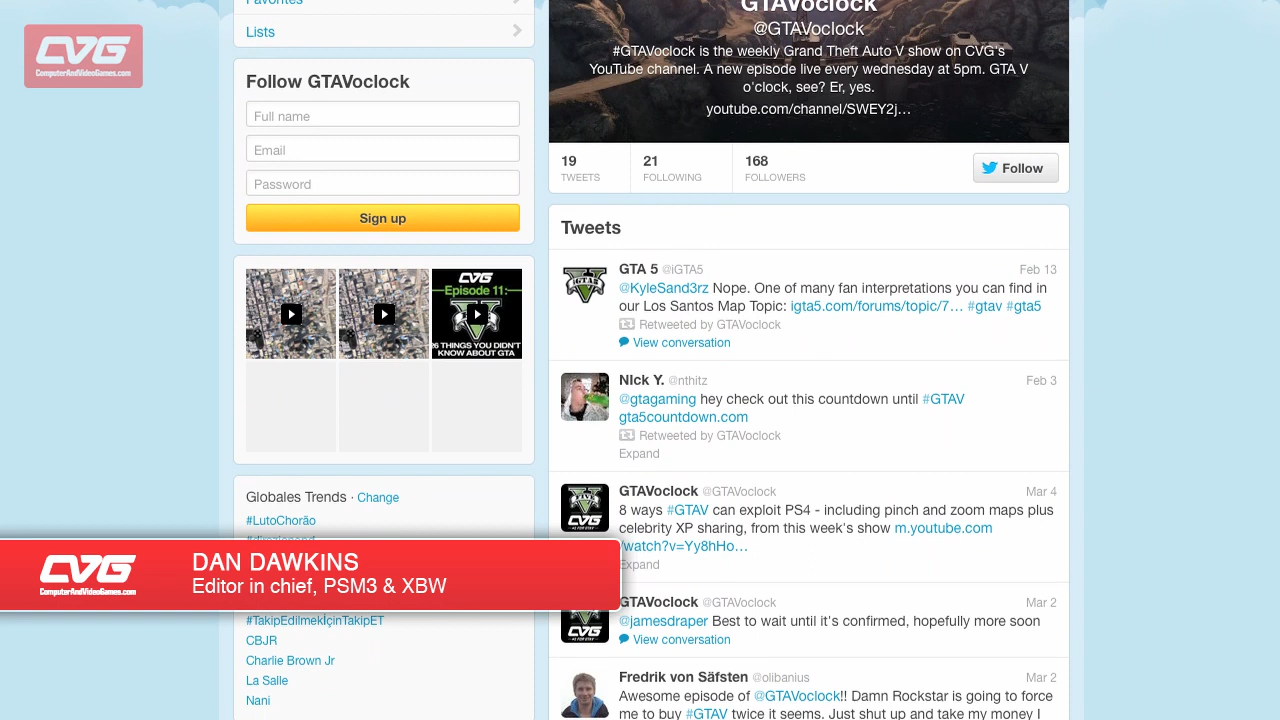 CVG
ComputerAndVideoGames.com
Favorites
Lists
Follow GTAVoclock
Full name
Email
Password
Sign up
CVG
Episode 11:
V
26 THINGS YOU DIDN'T
KNOW ABOUT GTA
Globales Trends · Change
#LutoChorão
CVG
ComputerAndVideoGames.com
DAN DAWKINS
Editor in chief, PSM3 & XBW
#TakipEdilmekİçinTakipET
CBJR
Charlie Brown Jr
La Salle
Nani
GTAVoclock
@GTAVoclock
#GTAVoclock is the weekly Grand Theft Auto V show on CVG's
YouTube channel. A new episode live every wednesday at 5pm. GTA V
o'clock, see? Er, yes.
youtube.com/channel/SWEY2j…
19
TWEETS
21
FOLLOWING
168
FOLLOWERS
Follow
Tweets
GTA 5 @iGTA5 Feb 13
@KyleSand3rz Nope. One of many fan interpretations you can find in
our Los Santos Map Topic: igta5.com/forums/topic/7… #gtav #gta5
Retweeted by GTAVoclock
View conversation
NIck Y. @nthitz Feb 3
@gtagaming hey check out this countdown until #GTAV
gta5countdown.com
Retweeted by GTAVoclock
Expand
GTAVoclock @GTAVoclock Mar 4
8 ways #GTAV can exploit PS4 - including pinch and zoom maps plus
celebrity XP sharing, from this week's show m.youtube.com
/watch?v=Yy8hHo…
Expand
GTAVoclock @GTAVoclock Mar 2
@jamesdraper Best to wait until it's confirmed, hopefully more soon
View conversation
Fredrik von Säfsten @olibanius Mar 2
Awesome episode of @GTAVoclock!! Damn Rockstar is going to force
me to buy #GTAV twice it seems. Just shut up and take my money I